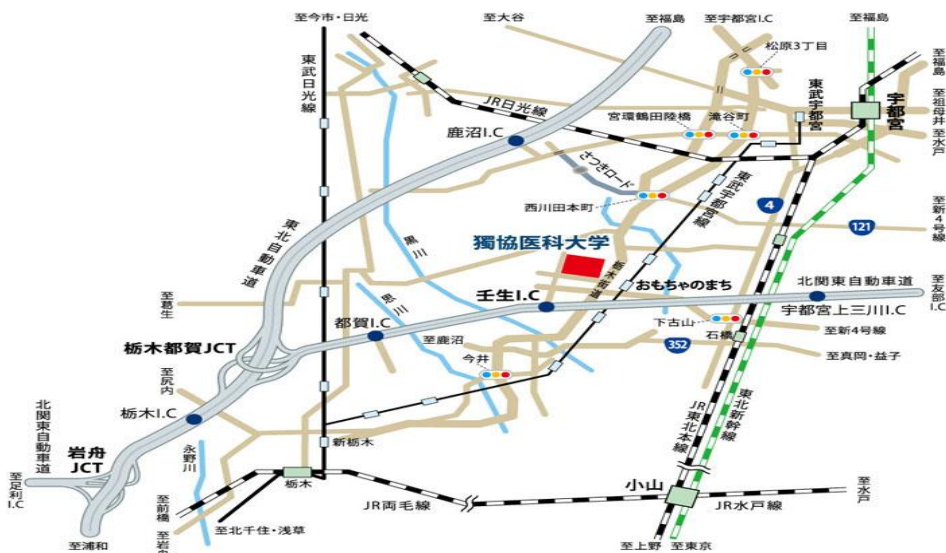 至今市・日光
至大谷
至福島
至宇都宮I.C
至福島
松原3丁目
至福島
東武日光線
JR日光線
宮環鶴田陸橋
滝谷町
東武宇都宮
宇都宮
至祖母井
至水戸
鹿沼I.C
さつきロード
西川田本町
東武宇都宮線
4
121
至新4号線
東北自動車道
黒川
獨協医科大学
栃木街道
おもちゃのまち
北関東自動車道
至友部I.C
至葛生
思川
壬生I.C
宇都宮上三川I.C
都賀I.C
下古山
石橋
至新4号線
栃木都賀JCT
至鹿沼
352
至真岡・益子
今井
至尻内
栃木I.C
北関東自動車道
JR東北本線
東北新幹線
岩舟
JCT
永野川
新栃木
至足利I.C
栃木
小山
至水戸
至前橋
JR両毛線
JR水戸線
至北千住・浅草
至浦和
至上野
至東京